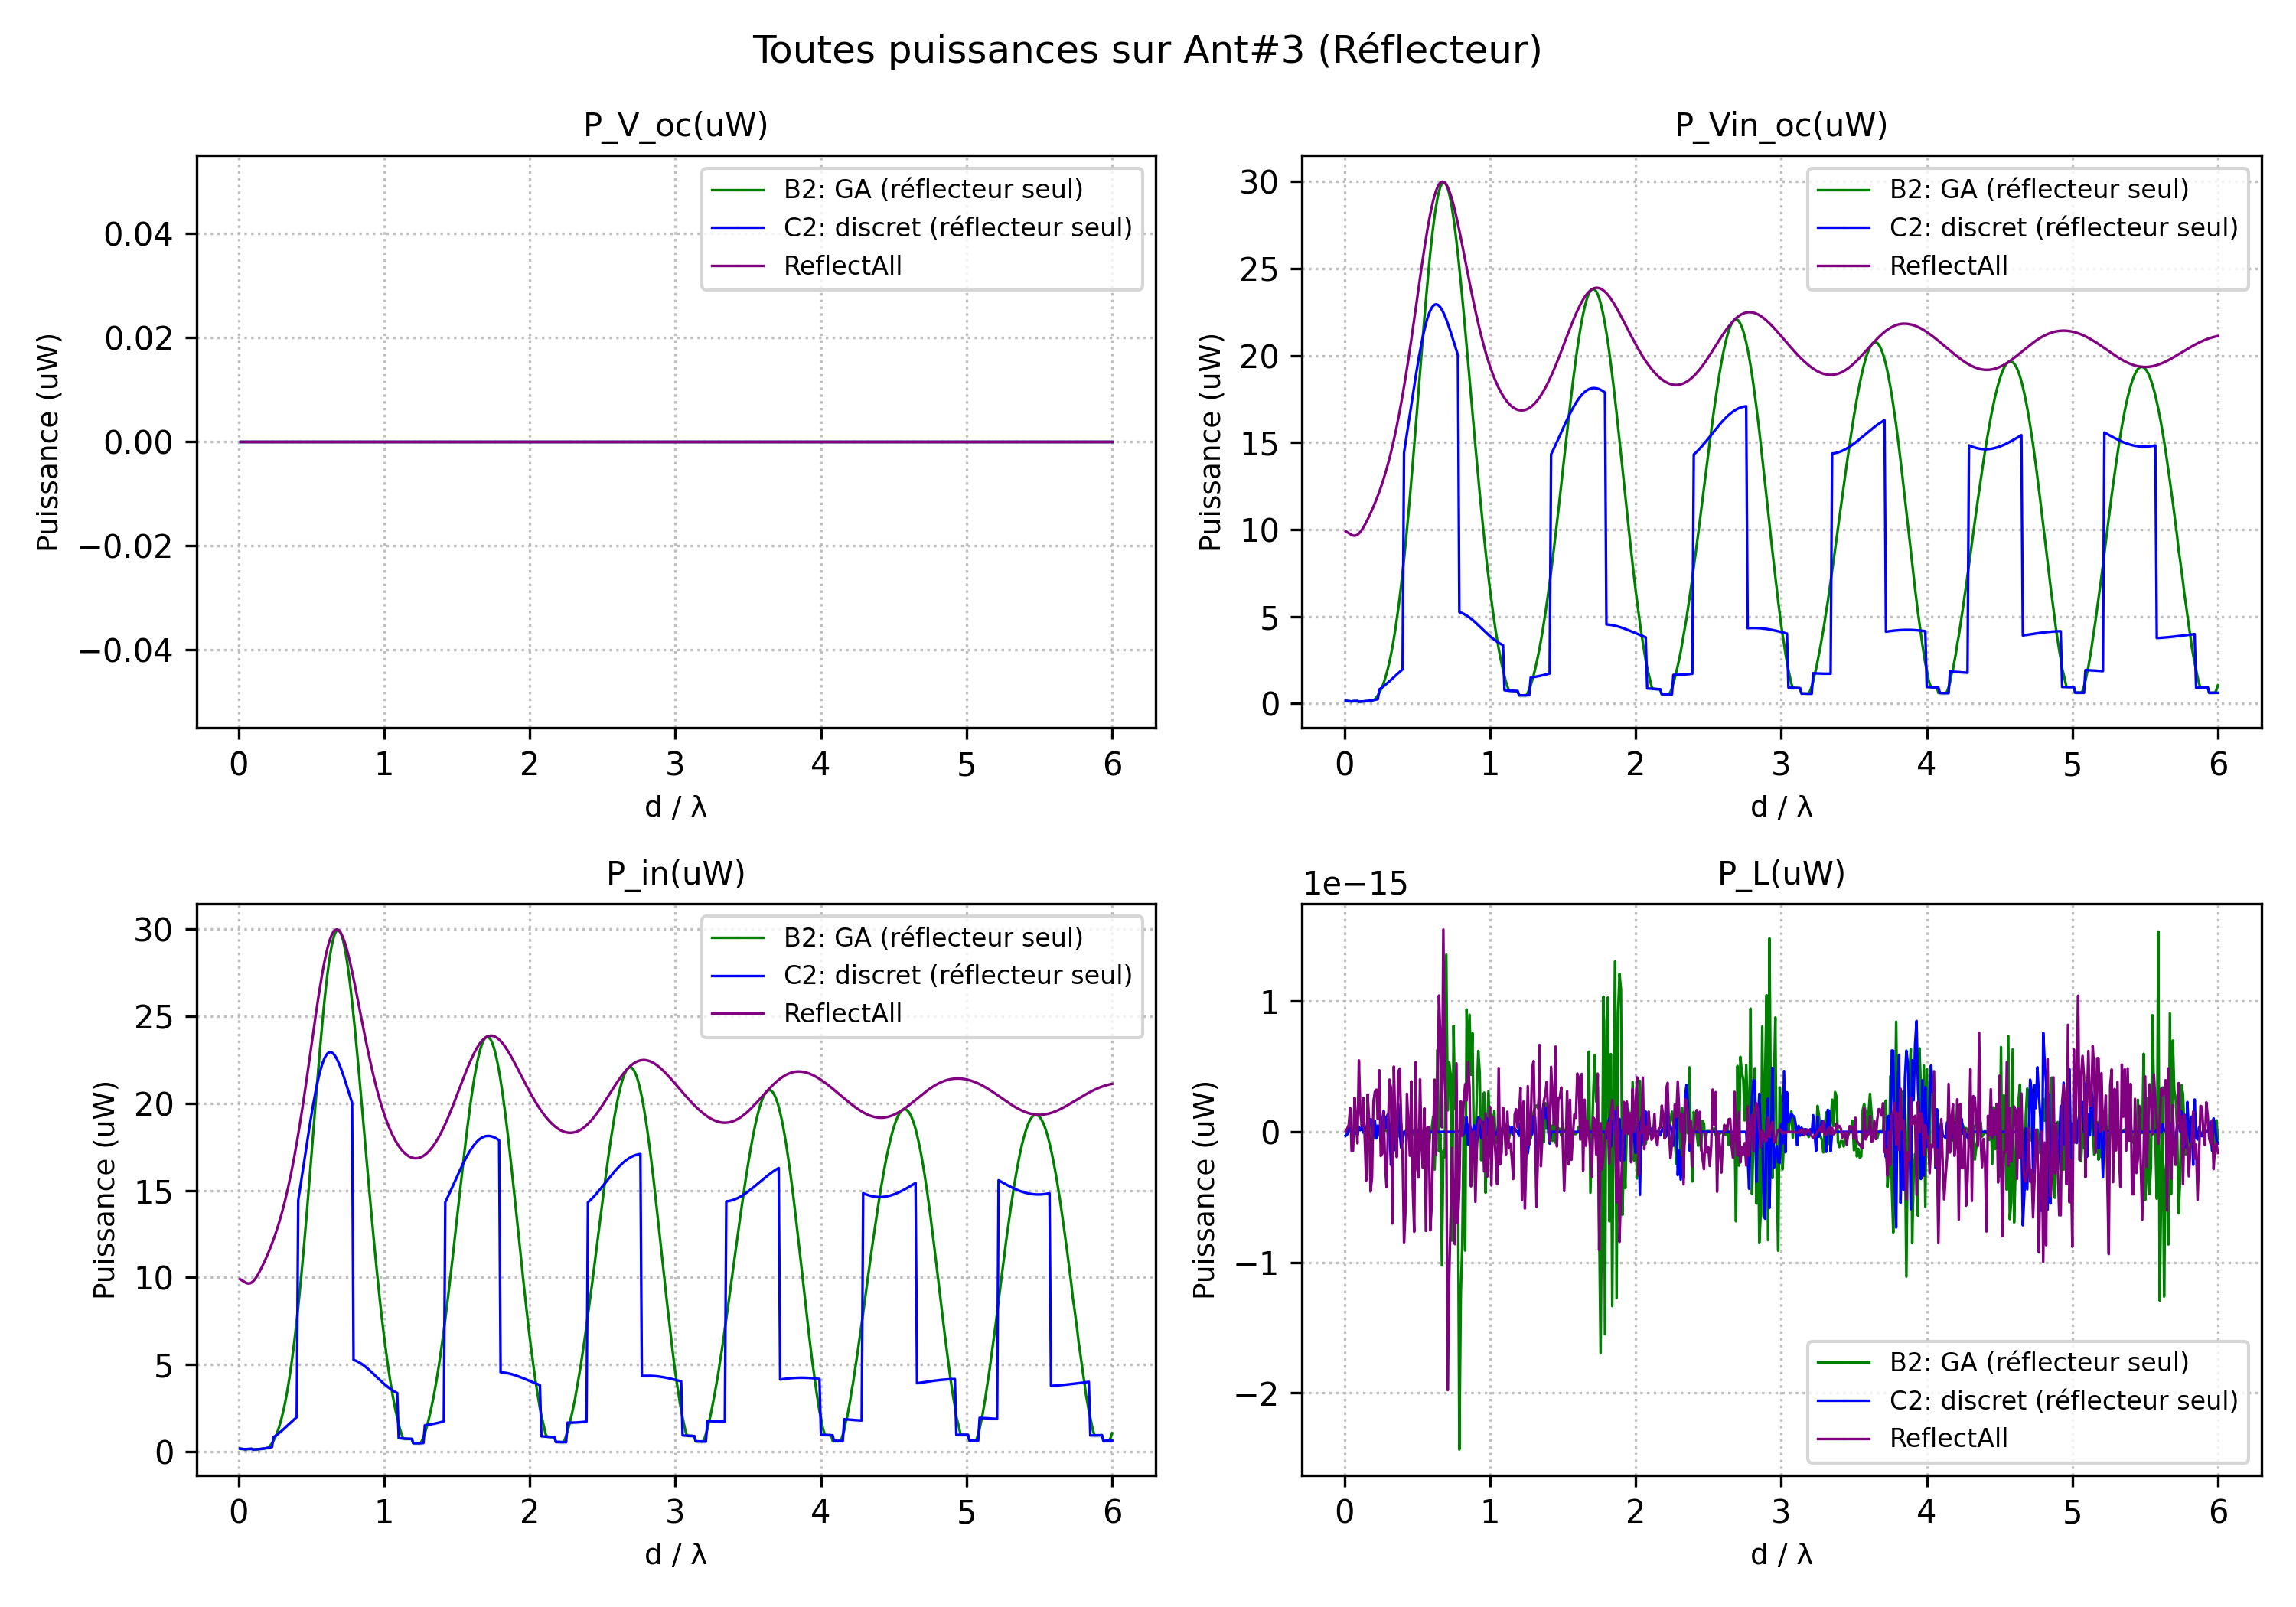 Toutes puissances sur Ant#3 (Réflecteur)
P_V_oc(uW)
Puissance (uW)
0.04
0.02
0.00
−0.02
−0.04
0 1 2 3 4 5 6
d / λ
B2: GA (réflecteur seul)
C2: discret (réflecteur seul)
ReflectAll
P_Vin_oc(uW)
Puissance (uW)
30
25
20
15
10
5
0
0 1 2 3 4 5 6
d / λ
B2: GA (réflecteur seul)
C2: discret (réflecteur seul)
ReflectAll
P_in(uW)
Puissance (uW)
30
25
20
15
10
5
0
0 1 2 3 4 5 6
d / λ
B2: GA (réflecteur seul)
C2: discret (réflecteur seul)
ReflectAll
P_L(uW)
1e−15
Puissance (uW)
1
0
−1
−2
0 1 2 3 4 5 6
d / λ
B2: GA (réflecteur seul)
C2: discret (réflecteur seul)
ReflectAll